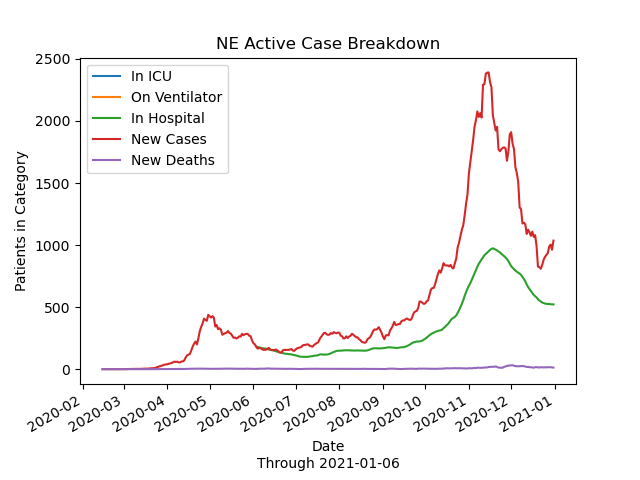 NE Active Case Breakdown
2500
2000
1500
1000
500
0
Patients in Category
In ICU
On Ventilator
In Hospital
New Cases
New Deaths
2020-02
2020-03
2020-04
2020-05
2020-06
2020-07
2020-08
2020-09
2020-10
2020-11
2020-12
2021-01
Date
Through 2021-01-06